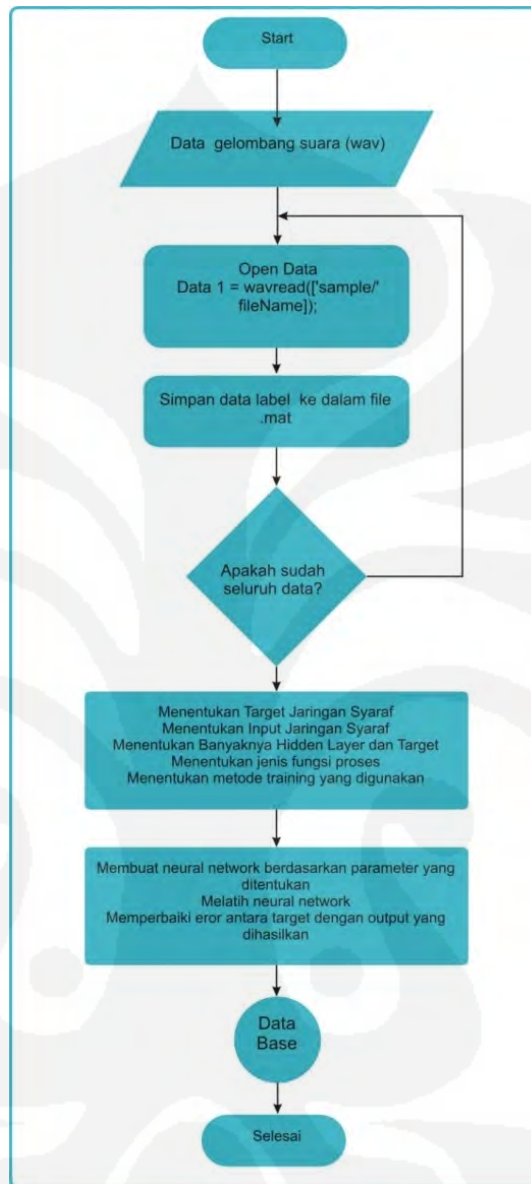 Start
Data gelombang suara (wav)
Open Data
Data 1 = wavread(['sample/'
fileName]);
Simpan data label ke dalam file
.mat
Apakah sudah
seluruh data?
Menentukan Target Jaringan Syaraf
Menentukan Input Jaringan Syaraf
Menentukan Banyaknya Hidden Layer dan Target
Menentukan jenis fungsi proses
Menentukan metode training yang digunakan
Membuat neural network berdasarkan parameter yang
ditentukan
Melatih neural network
Memperbaiki eror antara target dengan output yang
dihasilkan
Data
Base
Selesai